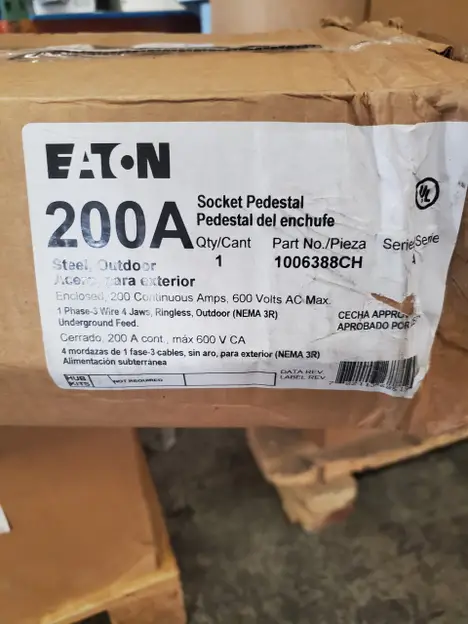 EATON
200A
Socket Pedestal
Pedestal del enchufe
Qty/Cant Part No./Pieza Series/Serie
1 1006388CH
Steel, Outdoor
Acero, para exterior
Enclosed, 200 Continuous Amps, 600 Volts AC Max.
1 Phase-3 Wire 4 Jaws, Ringless, Outdoor (NEMA 3R)
Underground Feed.
CECHA
APROBADO POR
Cerrado, 200 A cont., máx 600 V CA
4 mordazas de 1 fase-3 cables, sin aro, para exterior (NEMA 3R)
Alimentación subterránea
HUB KITS NOT REQUIRED
DATA REV
LABEL REV
UL